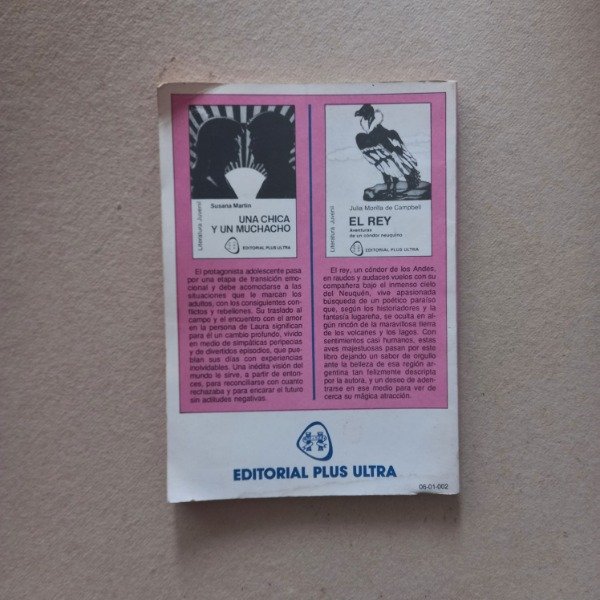 Literatura Juvenil
Susana Martín
UNA CHICA
Y UN MUCHACHO
EDITORIAL PLUS ULTRA
El protagonista adolescente pasa
por una etapa de transición emo-
cional y debe acomodarse a las
situaciones que le marcan los
adultos, con los consiguientes con-
flictos y rebeliones. Su traslado al
campo y el encuentro con el amor
en la persona de Laura significan
para él un cambio profundo, vivido
en medio de simpáticas peripecias
y de divertidos episodios, que pue-
blan sus días con experiencias
inolvidables. Una inédita visión del
mundo le sirve, a partir de enton-
ces, para reconciliarse con cuanto
rechazaba y para encarar el futuro
sin actitudes negativas.
Literatura Juvenil
Julia Morilla de Campbell
EL REY
Aventuras
de un cóndor neuquino
EDITORIAL PLUS ULTRA
El rey, un cóndor de los Andes,
en raudos y audaces vuelos con su
compañera bajo el inmenso cielo
del Neuquén, vive apasionada
búsqueda de un poético paraíso
que, según los historiadores y la
fantasía lugareña, se oculta en al-
gún rincón de la maravillosa tierra
de los volcanes y los lagos. Con
sentimientos casi humanos, estas
aves majestuosas pasan por este
libro dejando un sabor de orgullo
ante la belleza de esa región ar-
gentina tan felizmente descripta
por la autora, y un deseo de aden-
trarse en ese medio para ver de
cerca su mágica atracción.
EDITORIAL PLUS ULTRA
06-01-002